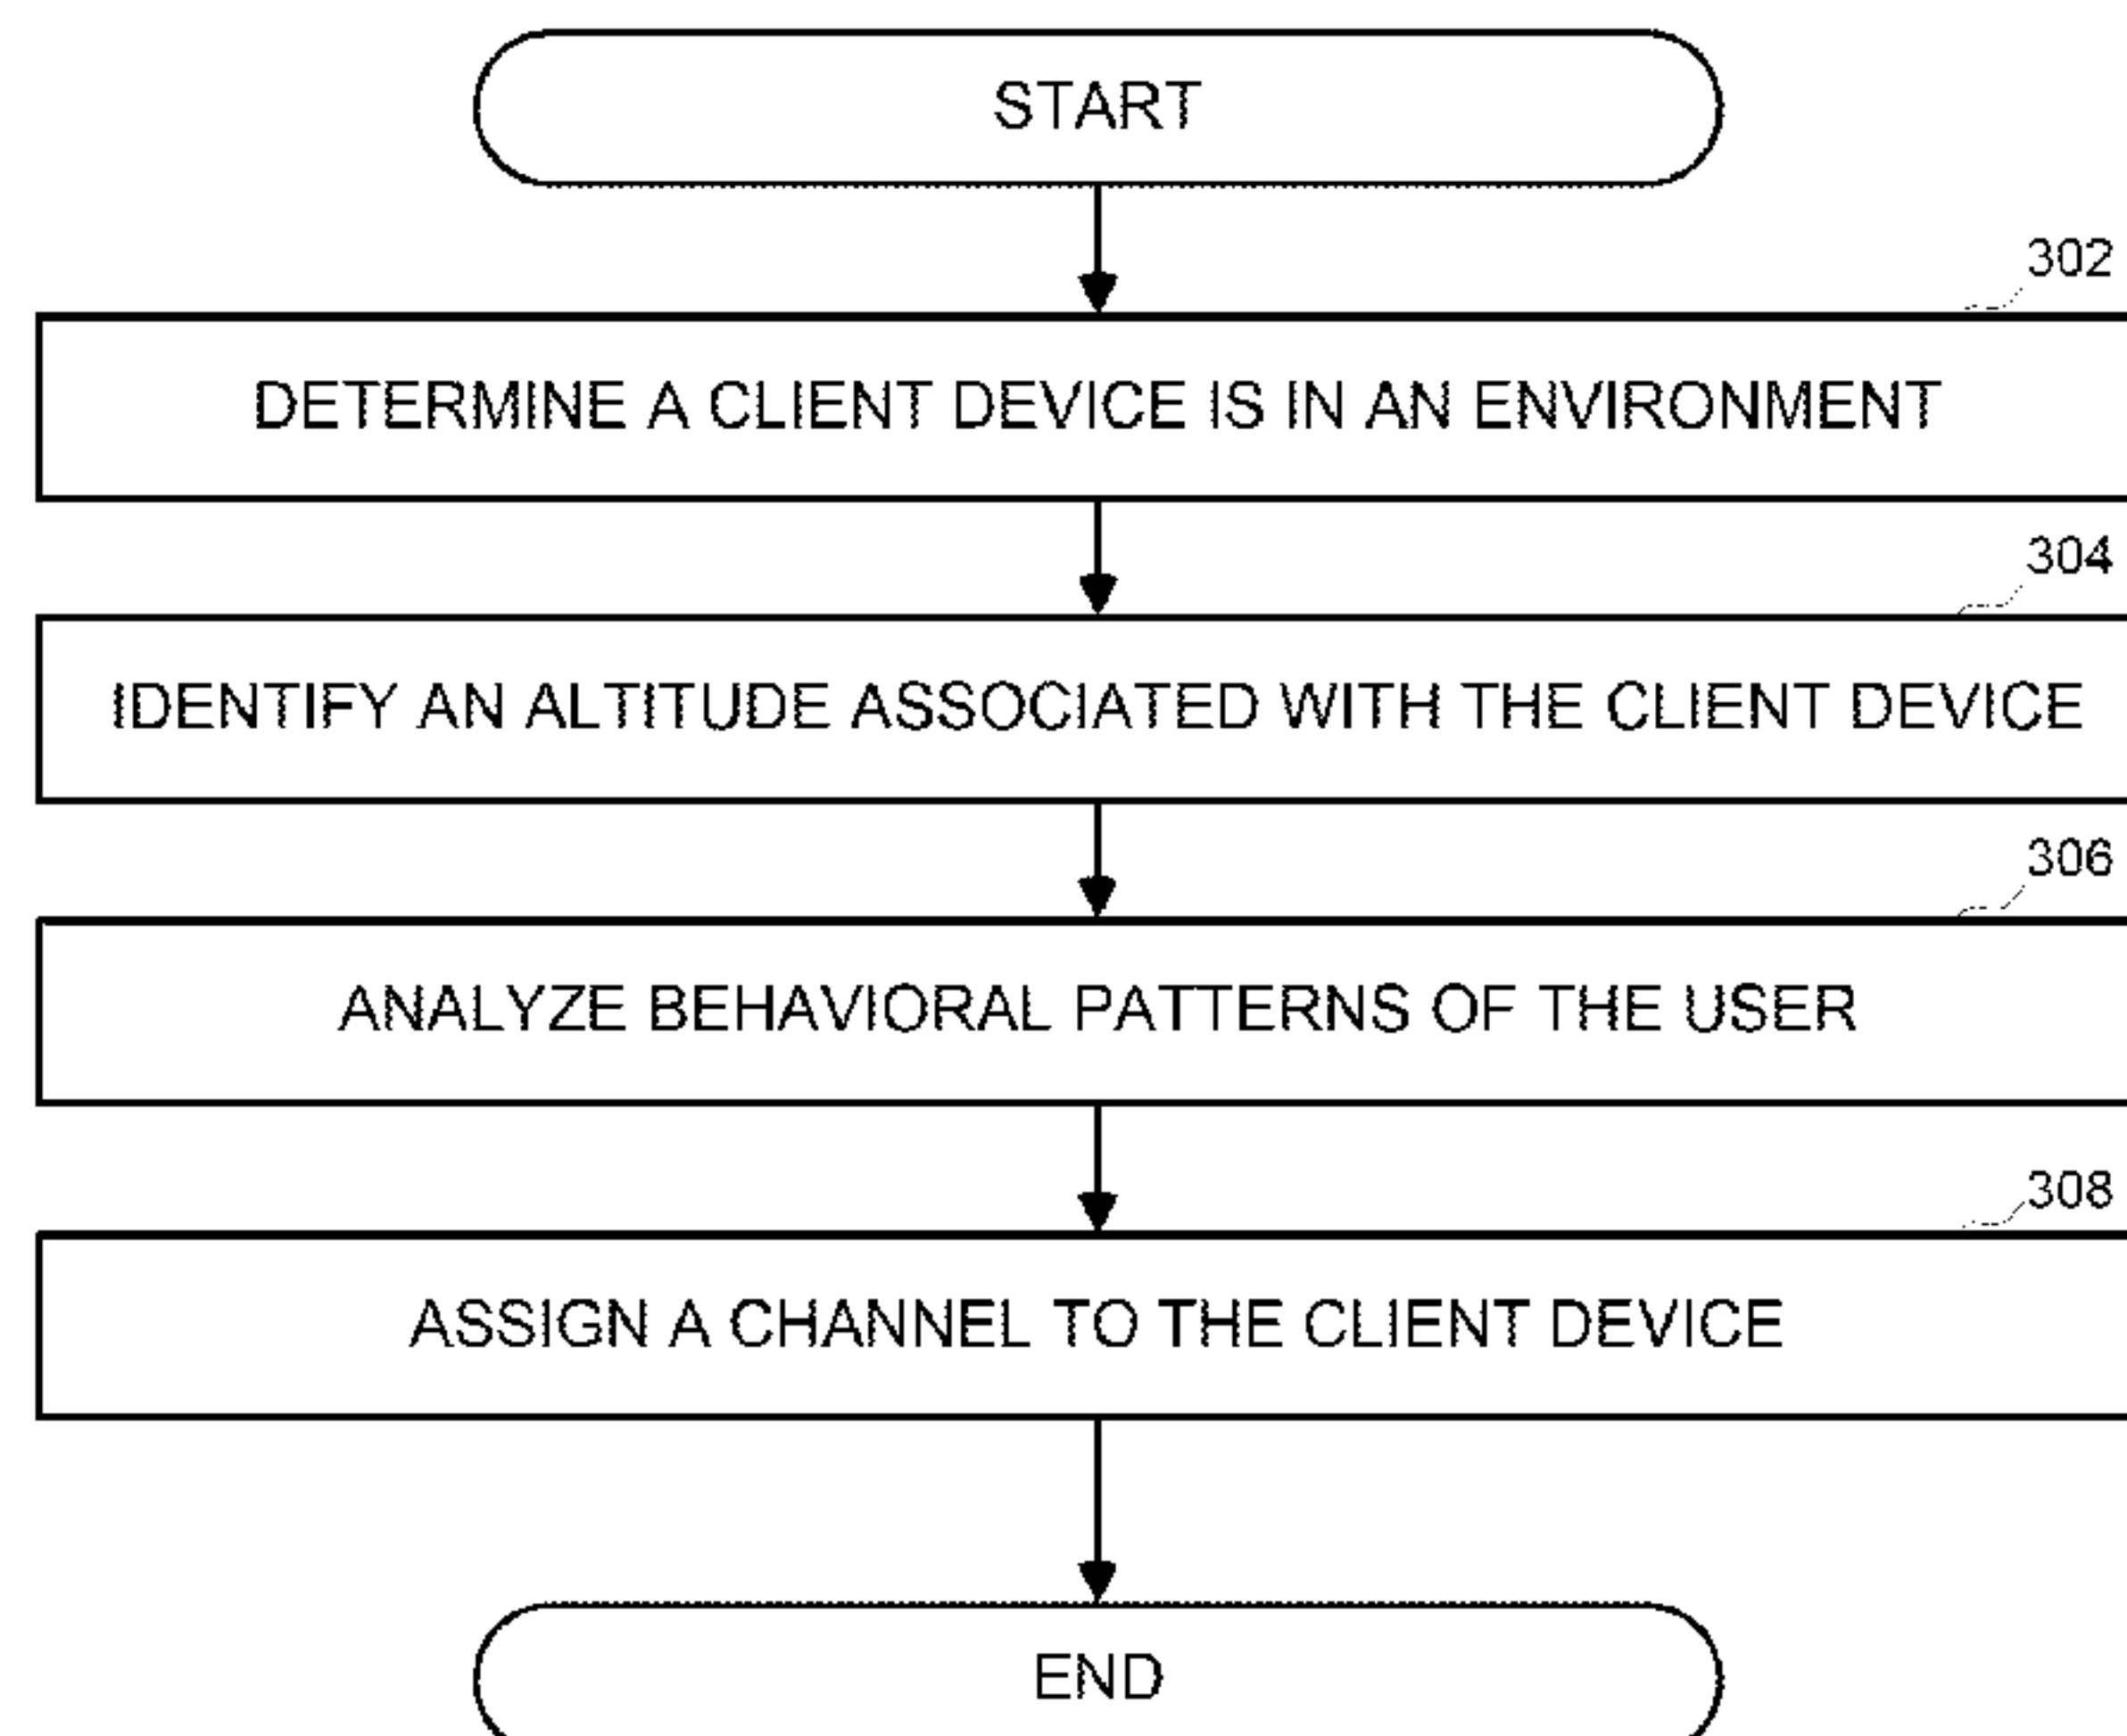 START
302
DETERMINE A CLIENT DEVICE IS IN AN ENVIRONMENT
304
IDENTIFY AN ALTITUDE ASSOCIATED WITH THE CLIENT DEVICE
306
ANALYZE BEHAVIORAL PATTERNS OF THE USER
308
ASSIGN A CHANNEL TO THE CLIENT DEVICE
END